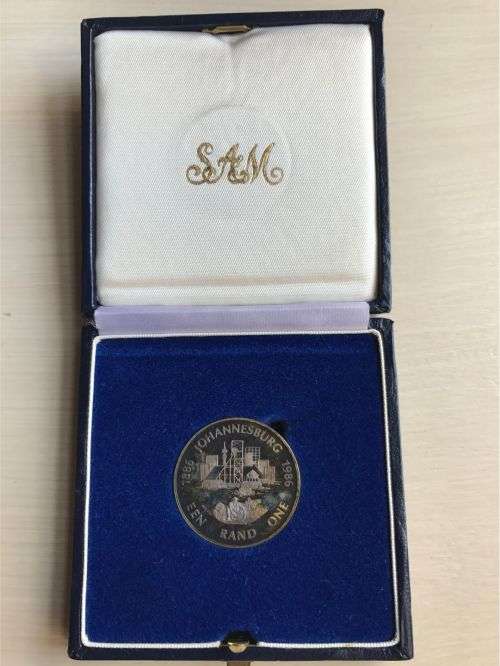 SAM
JOHANNESBURG
1886 1986
EEN RAND ONE